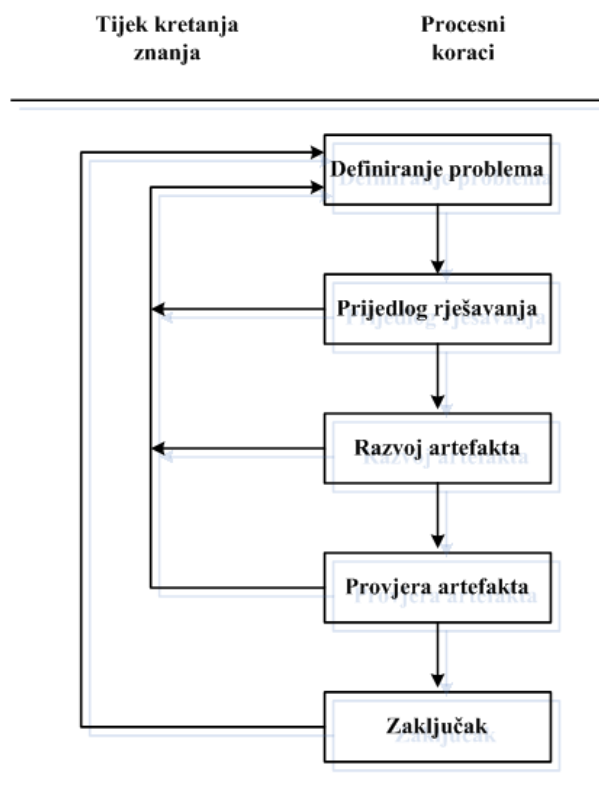 Tijek kretanja
znanja
Procesni
koraci
Definiranje problema
Prijedlog rješavanja
Razvoj artefakta
Provjera artefakta
Zaključak